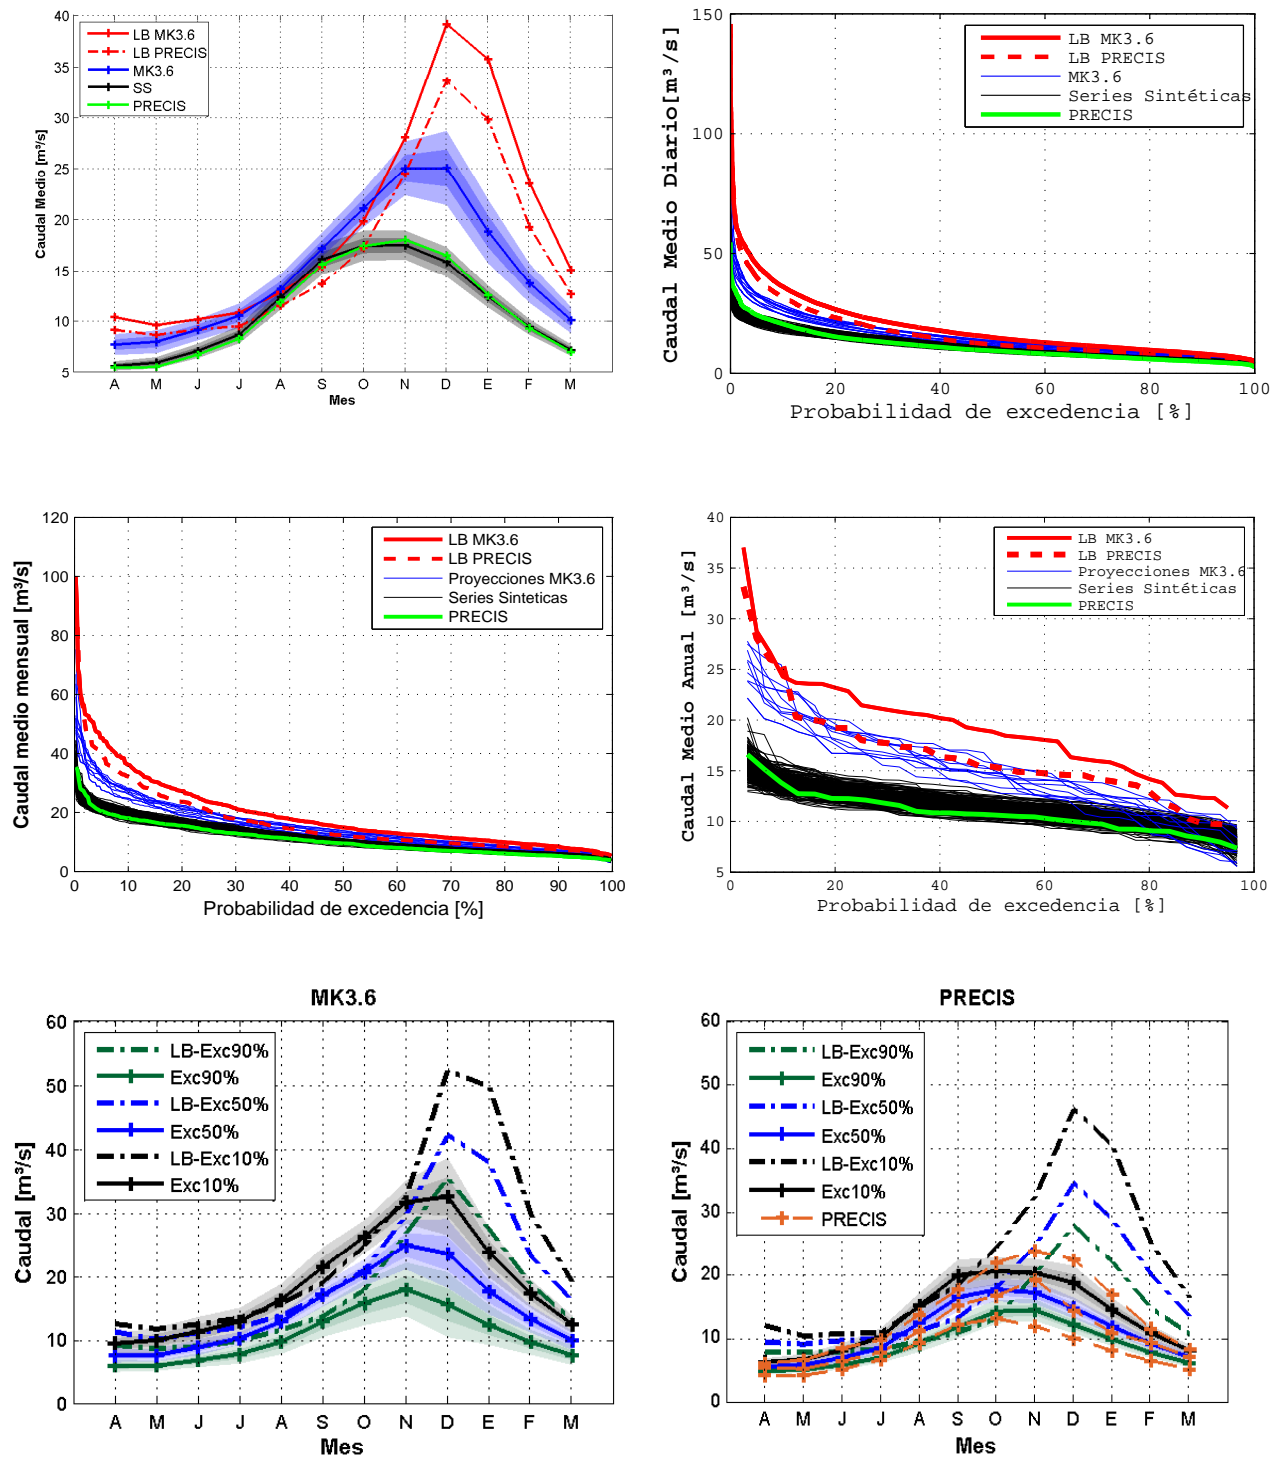 40
35
30
25
20
15
10
5
Caudal Medio [m³/s]
LB MK3.6
LB PRECIS
MK3.6
SS
PRECIS
A M J J A S O N D E F M
Mes
150
100
50
0
Caudal Medio Diario[m³/s]
LB MK3.6
LB PRECIS
MK3.6
Series Sintéticas
PRECIS
0 20 40 60 80 100
Probabilidad de excedencia [%]
120
100
80
60
40
20
0
Caudal medio mensual [m³/s]
LB MK3.6
LB PRECIS
Proyecciones MK3.6
Series Sinteticas
PRECIS
0 10 20 30 40 50 60 70 80 90 100
Probabilidad de excedencia [%]
40
35
30
25
20
15
10
5
Caudal Medio Anual [m³/s]
LB MK3.6
LB PRECIS
Proyecciones MK3.6
Series Sintéticas
PRECIS
0 20 40 60 80 100
Probabilidad de excedencia [%]
MK3.6
60
50
40
30
20
10
0
Caudal [m³/s]
LB-Exc90%
Exc90%
LB-Exc50%
Exc50%
LB-Exc10%
Exc10%
A M J J A S O N D E F M
Mes
PRECIS
60
50
40
30
20
10
0
Caudal [m³/s]
LB-Exc90%
Exc90%
LB-Exc50%
Exc50%
LB-Exc10%
Exc10%
PRECIS
A M J J A S O N D E F M
Mes